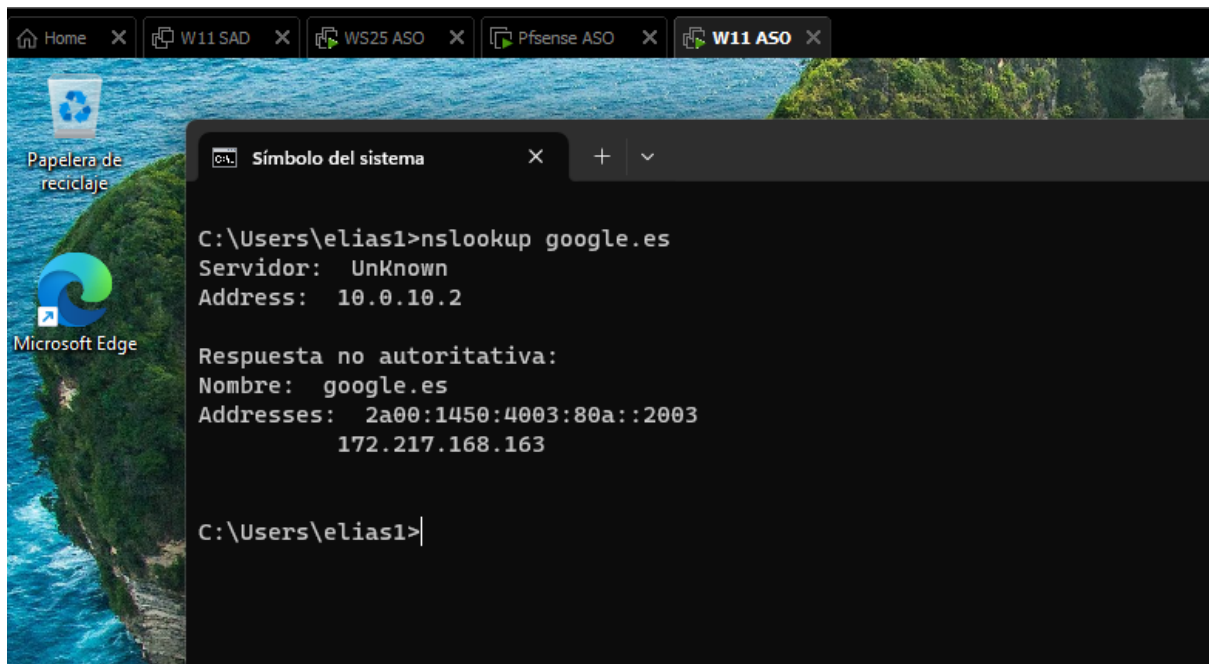 Home
W11 SAD
WS25 ASO
Pfsense ASO
W11 ASO
Papelera de
reciclaje
Microsoft Edge
Símbolo del sistema
C:\Users\elias1>nslookup google.es
Servidor:  UnKnown
Address:  10.0.10.2
Respuesta no autoritativa:
Nombre:  google.es
Addresses:  2a00:1450:4003:80a::2003
172.217.168.163
C:\Users\elias1>